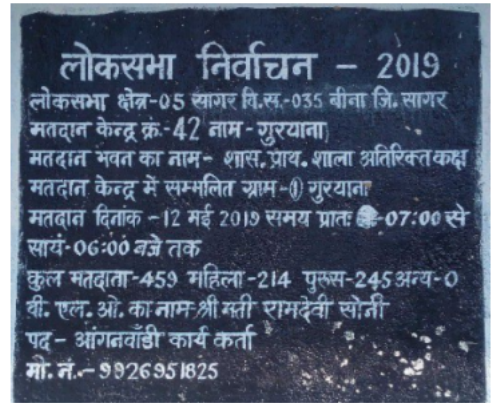 लोकसभा निर्वाचन - 2019
लोकसभा क्षेत्र-05 सागर वि.स.-035 बीना जि. सागर
मतदान केन्द्र क्रं.-42 नाम - गुरयाना
मतदान भवन का नाम- शास. प्राय. शाला अतिरिक्त कक्ष
मतदान केन्द्र में सम्मलित ग्राम-① गुरयाना
मतदान दिनांक -12 मई 2019 समय प्रातः -07:00 से
सायं-06:00 बजे तक
कुल मतदाता-459 महिला-214 पुरूस-245 अन्य-0
वी. एल. ओ. का नाम-श्री मती रामदेवी सोनी
पद - आंगनवाँडी कार्य कर्ता
मो. नं.- 9926951825